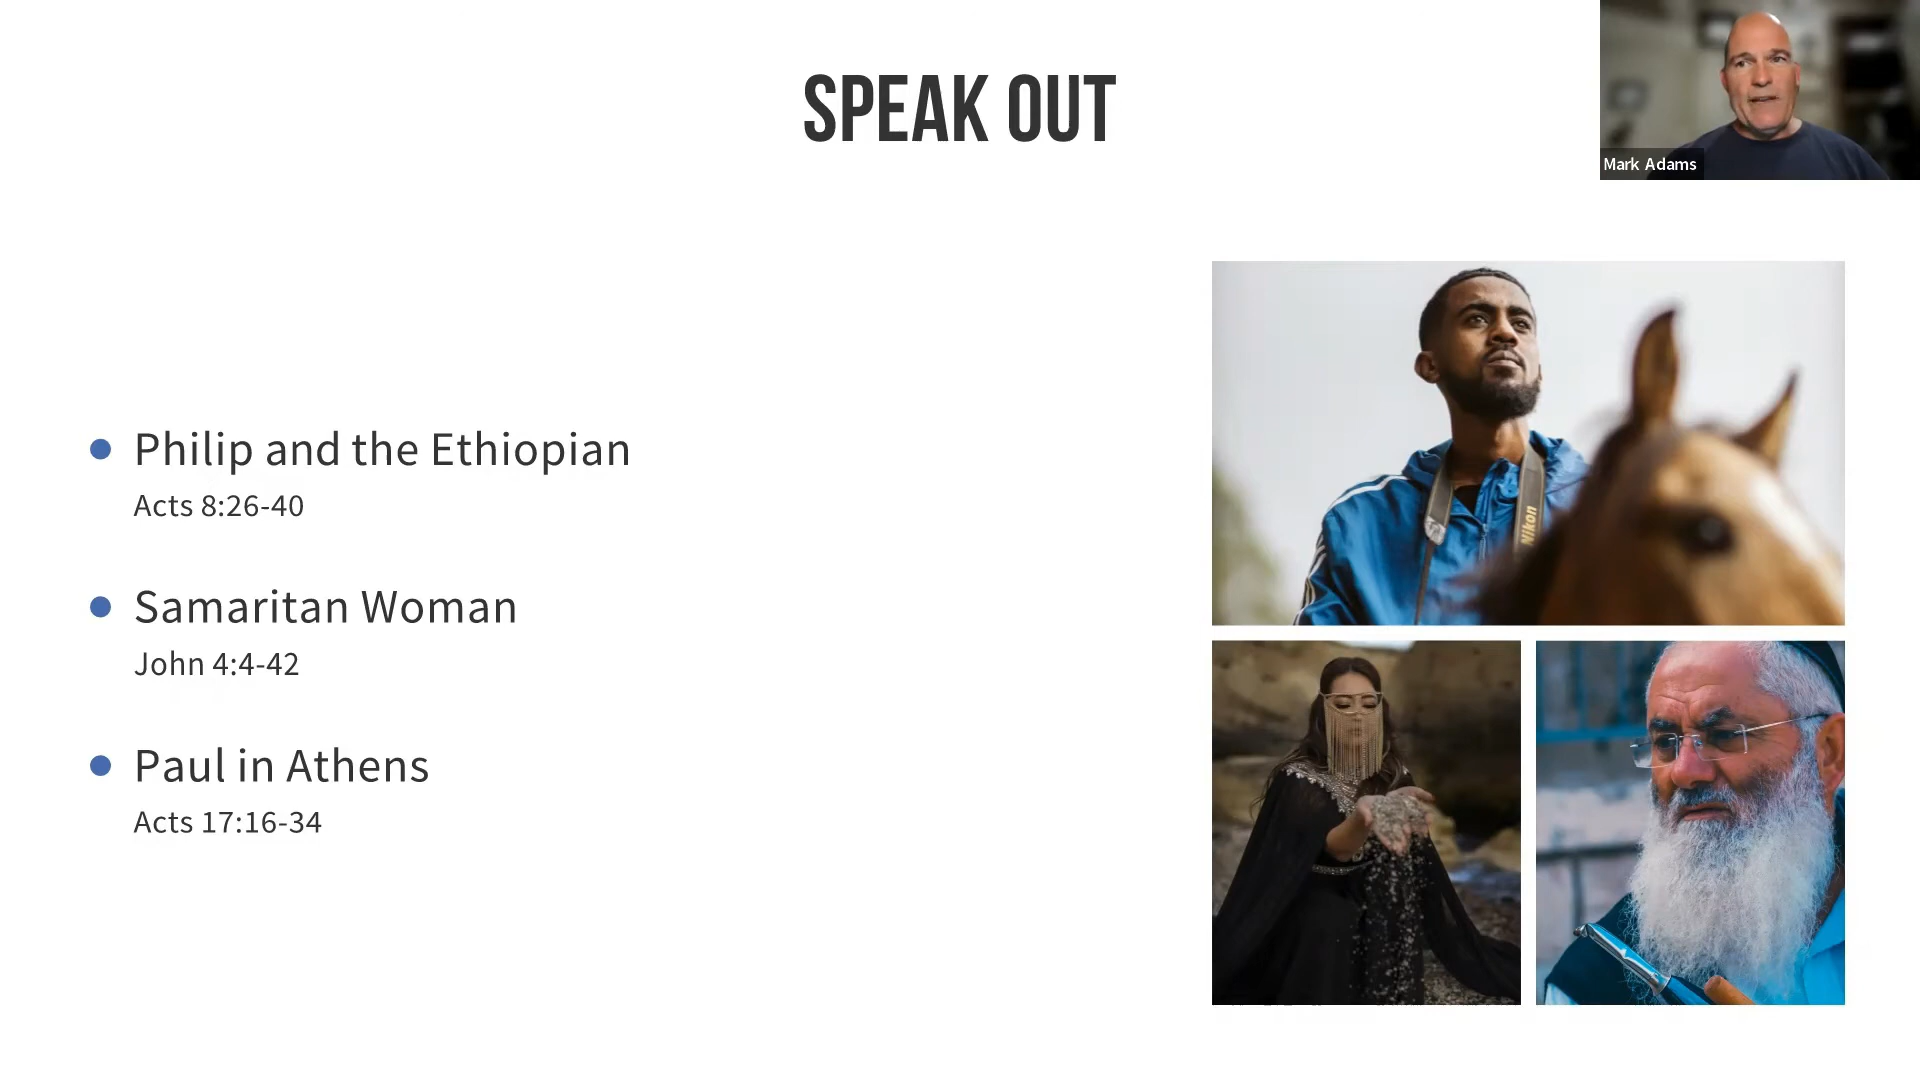 SPEAK OUT
Mark Adams
Philip and the Ethiopian
Acts 8:26-40
Samaritan Woman
John 4:4-42
Paul in Athens
Acts 17:16-34
Nikon